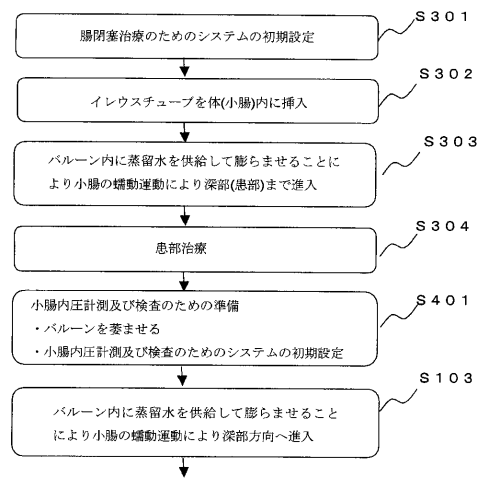 S301
腸閉塞治療のためのシステムの初期設定
S302
イレウスチューブを体(小腸)内に挿入
S303
バルーン内に蒸留水を供給して膨らませることに
より小腸の蠕動運動により深部(患部)まで進入
S304
患部治療
S401
小腸内圧計測及び検査のための準備
・バルーンを萎ませる
・小腸内圧計測及び検査のためのシステムの初期設定
S103
バルーン内に蒸留水を供給して膨らませること
により小腸の蠕動運動により深部方向へ進入